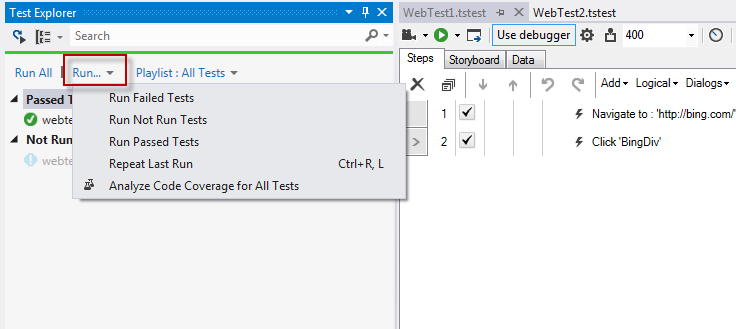 Test Explorer
Search
Run All
Run...
Playlist : All Tests
Passed T
webte
Not Run
webte
Run Failed Tests
Run Not Run Tests
Run Passed Tests
Repeat Last Run Ctrl+R, L
Analyze Code Coverage for All Tests
WebTest1.tstest
WebTest2.tstest
Use debugger
400
Steps
Storyboard
Data
Add
Logical
Dialogs
1 Navigate to : 'http://bing.com/'
2 Click 'BingDiv'